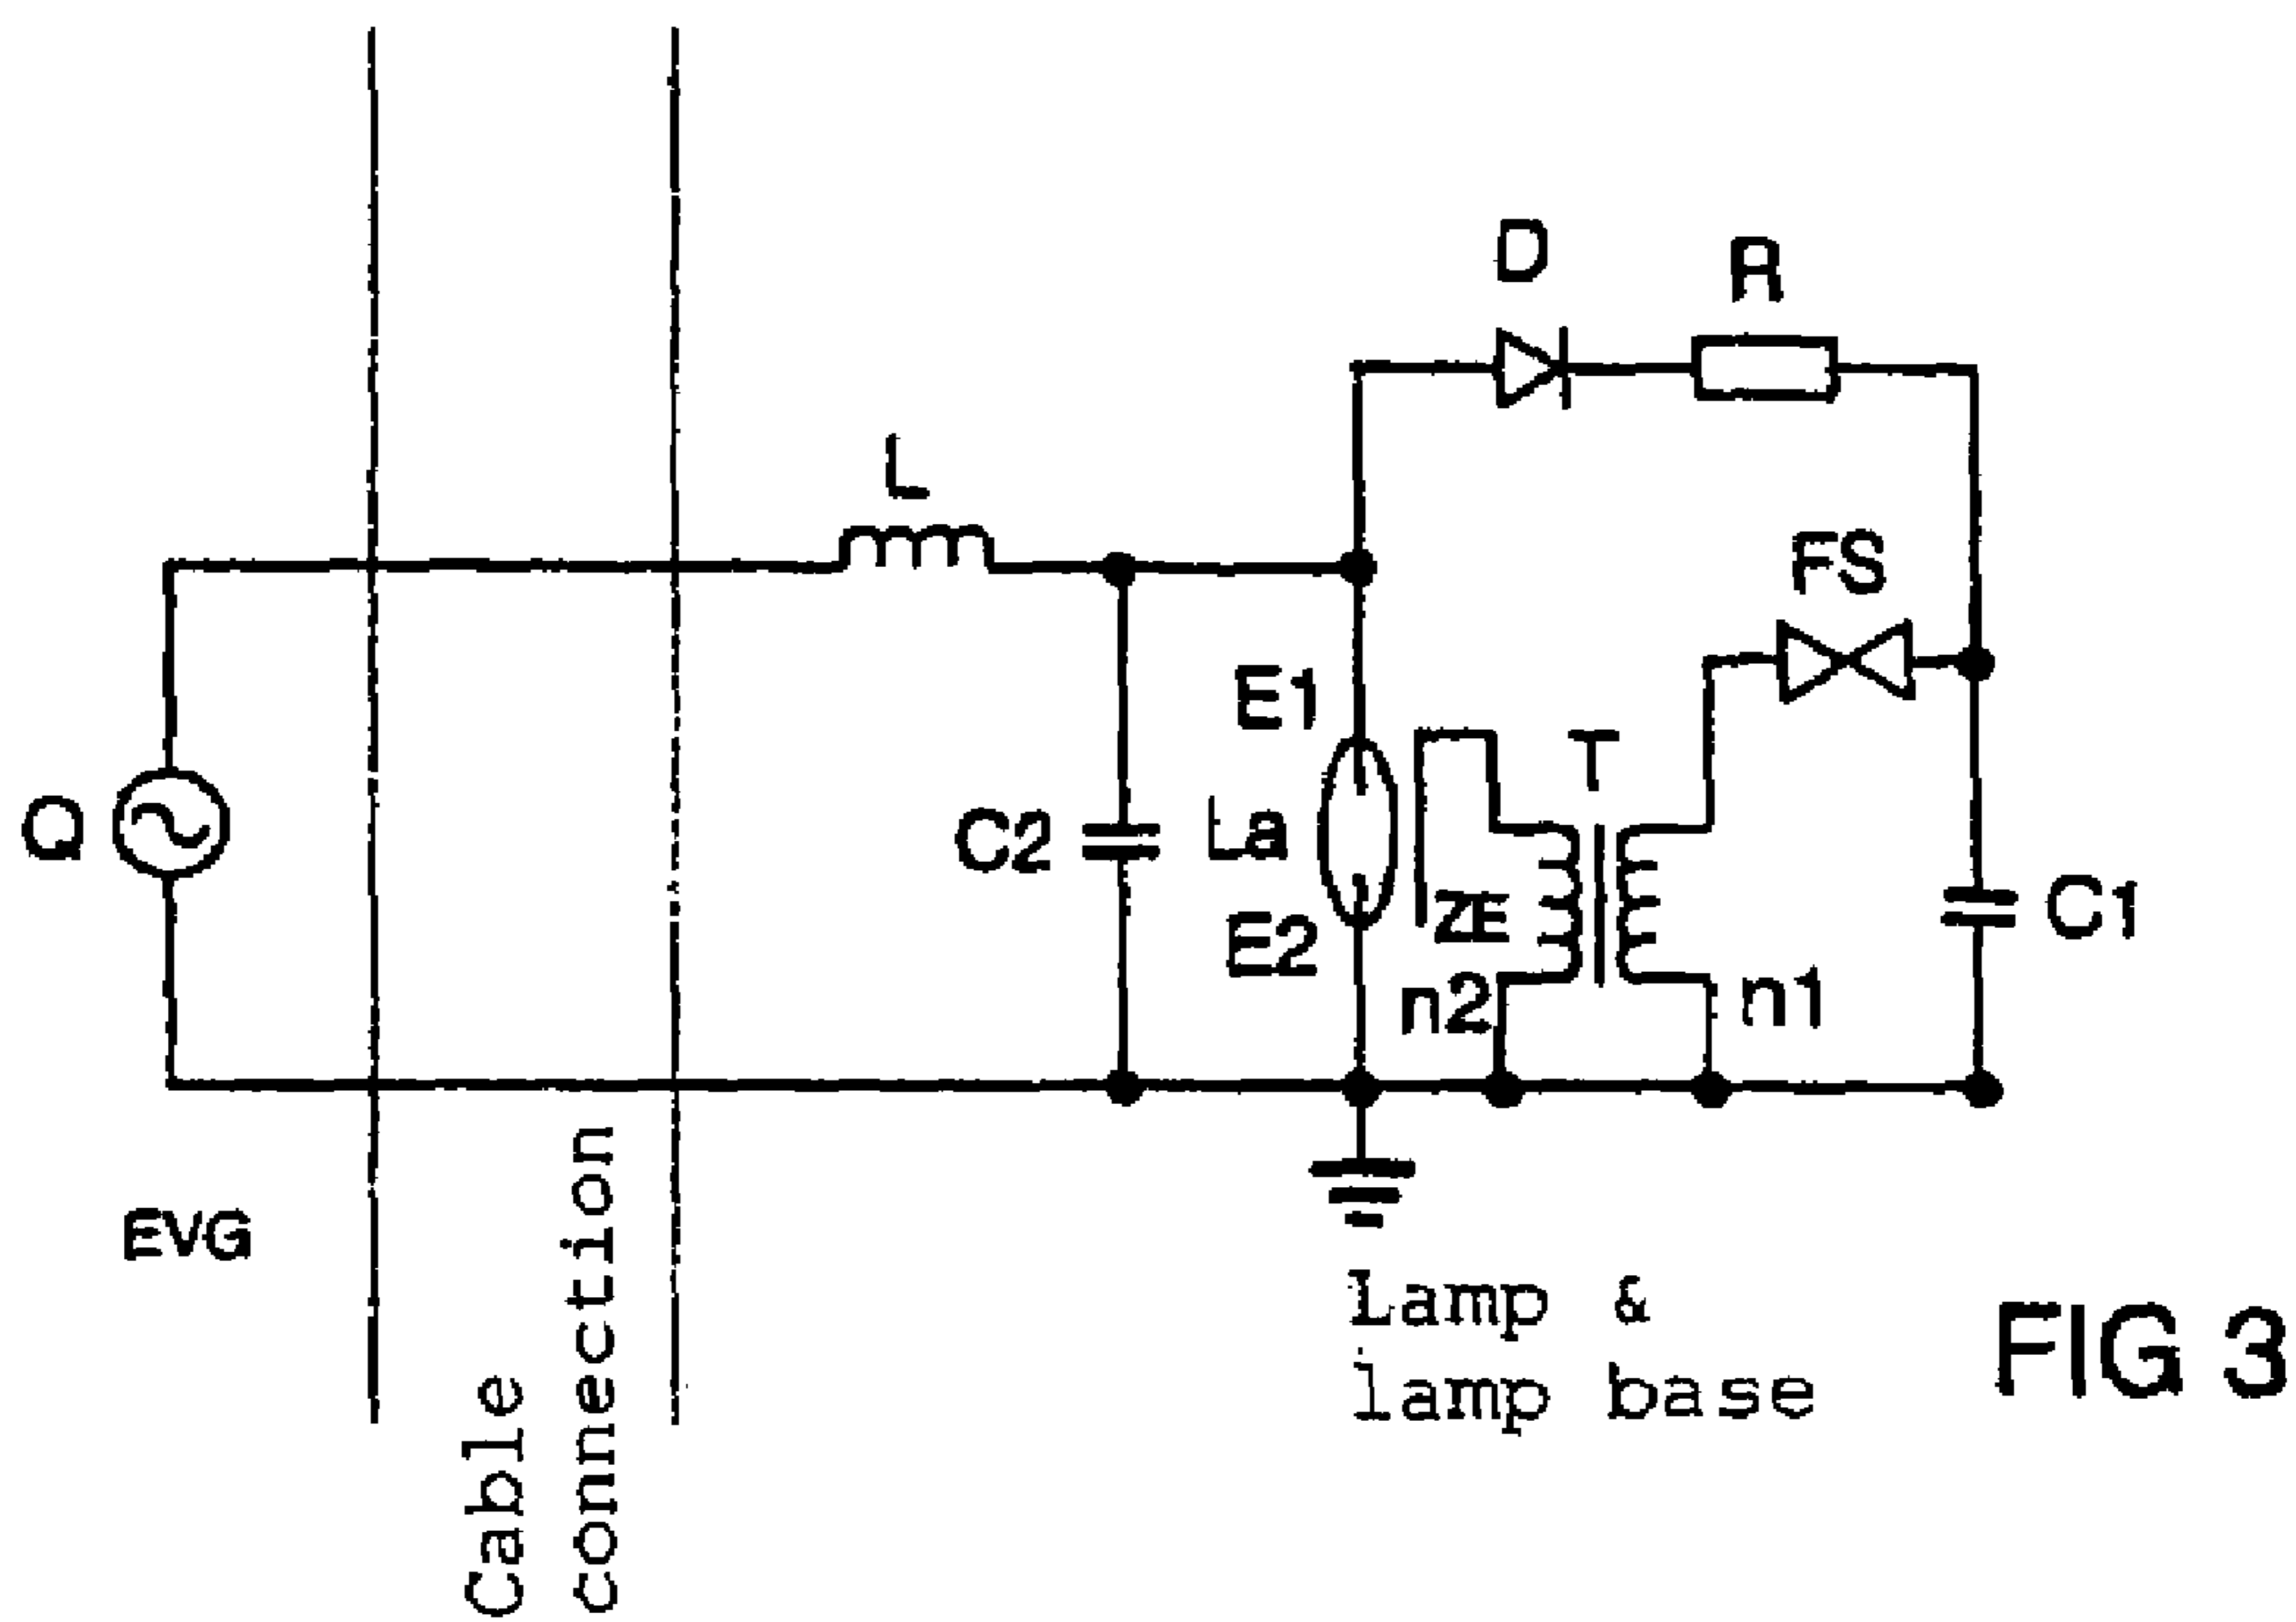 D
R
L
FS
E1
T
Q
C2
La
ZE
C1
E2
n2
n1
EVG
Cable
connection
Lamp &
lamp base
FIG 3